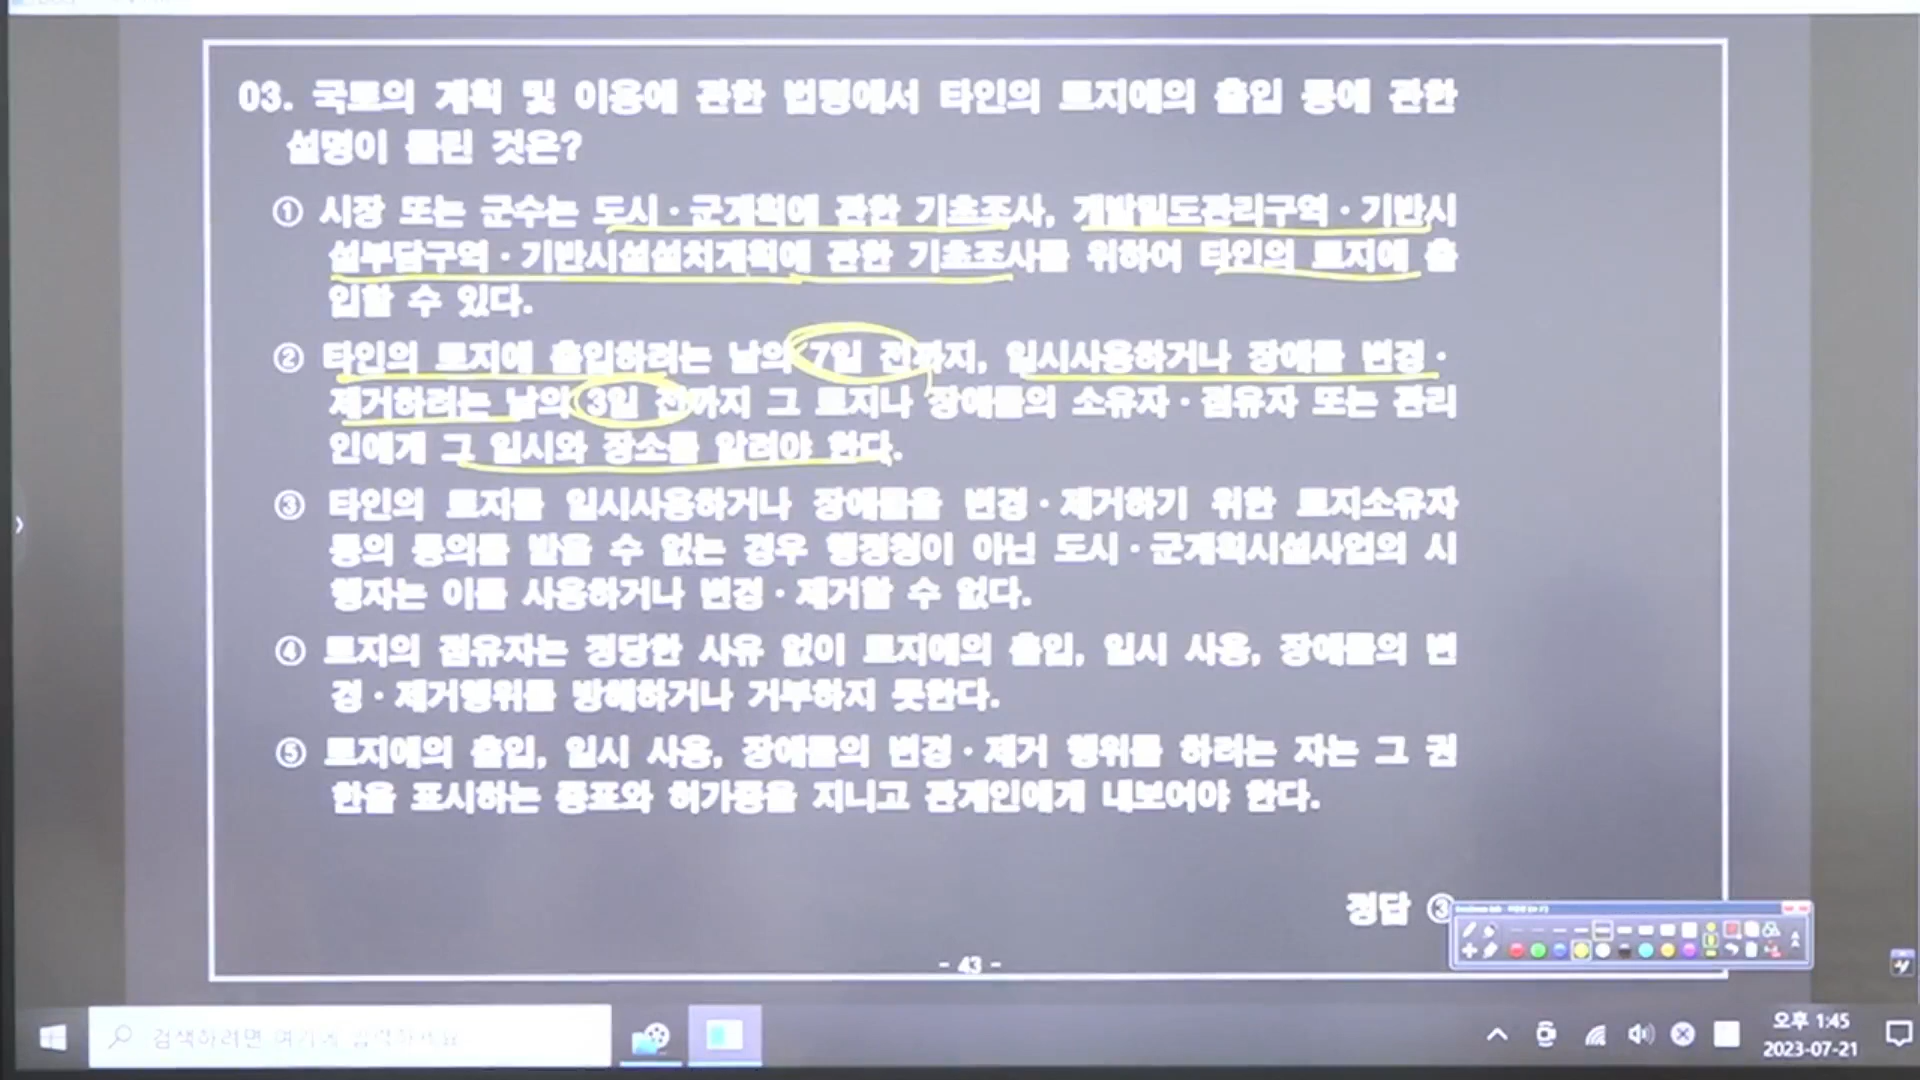 03. 국토의 계획 및 이용에 관한 법령에서 타인의 토지에의 출입 등에 관한
설명이 틀린 것은?
① 시장 또는 군수는 도시·군계획에 관한 기초조사, 개발밀도관리구역·기반시
설부담구역·기반시설설치계획에 관한 기초조사를 위하여 타인의 토지에 출
입할 수 있다.
② 타인의 토지에 출입하려는 날의 7일 전까지, 일시사용하거나 장애물 변경·
제거하려는 날의 3일 전까지 그 토지나 장애물의 소유자·점유자 또는 관리
인에게 그 일시와 장소를 알려야 한다.
③ 타인의 토지를 일시사용하거나 장애물을 변경·제거하기 위한 토지소유자
등의 동의를 받을 수 없는 경우 행정청이 아닌 도시·군계획시설사업의 시
행자는 이를 사용하거나 변경·제거할 수 없다.
④ 토지의 점유자는 정당한 사유 없이 토지에의 출입, 일시 사용, 장애물의 변
경·제거행위를 방해하거나 거부하지 못한다.
⑤ 토지에의 출입, 일시 사용, 장애물의 변경·제거 행위를 하려는 자는 그 권
한을 표시하는 증표와 허가증을 지니고 관계인에게 내보여야 한다.
정답 ③
- 43 -
검색하려면 여기에 입력하세요
오후 1:45
2023-07-21